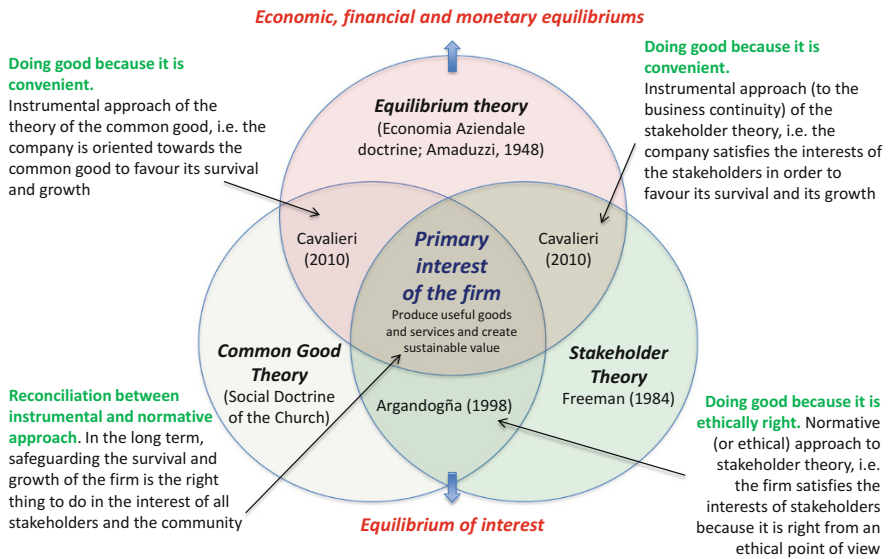 Economic, financial and monetary equilibriums
Doing good because it is
convenient.
Instrumental approach of the
theory of the common good, i.e. the
company is oriented towards the
common good to favour its survival
and growth
Doing good because it is
convenient.
Instrumental approach (to the
business continuity) of the
stakeholder theory, i.e. the
company satisfies the interests of
the stakeholders in order to
favour its survival and its growth
Equilibrium theory
(Economia Aziendale
doctrine; Amaduzzi, 1948)
Cavalieri
(2010)
Primary
interest
of the firm
Produce useful goods
and services and create
sustainable value
Cavalieri
(2010)
Common Good
Theory
(Social Doctrine
of the Church)
Stakeholder
Theory
Freeman (1984)
Argandogña (1998)
Reconciliation between
instrumental and normative
approach. In the long term,
safeguarding the survival and
growth of the firm is the right
thing to do in the interest of all
stakeholders and the community
Doing good because it is
ethically right. Normative
(or ethical) approach to
stakeholder theory, i.e.
the firm satisfies the
interests of stakeholders
because it is right from an
ethical point of view
Equilibrium of interest